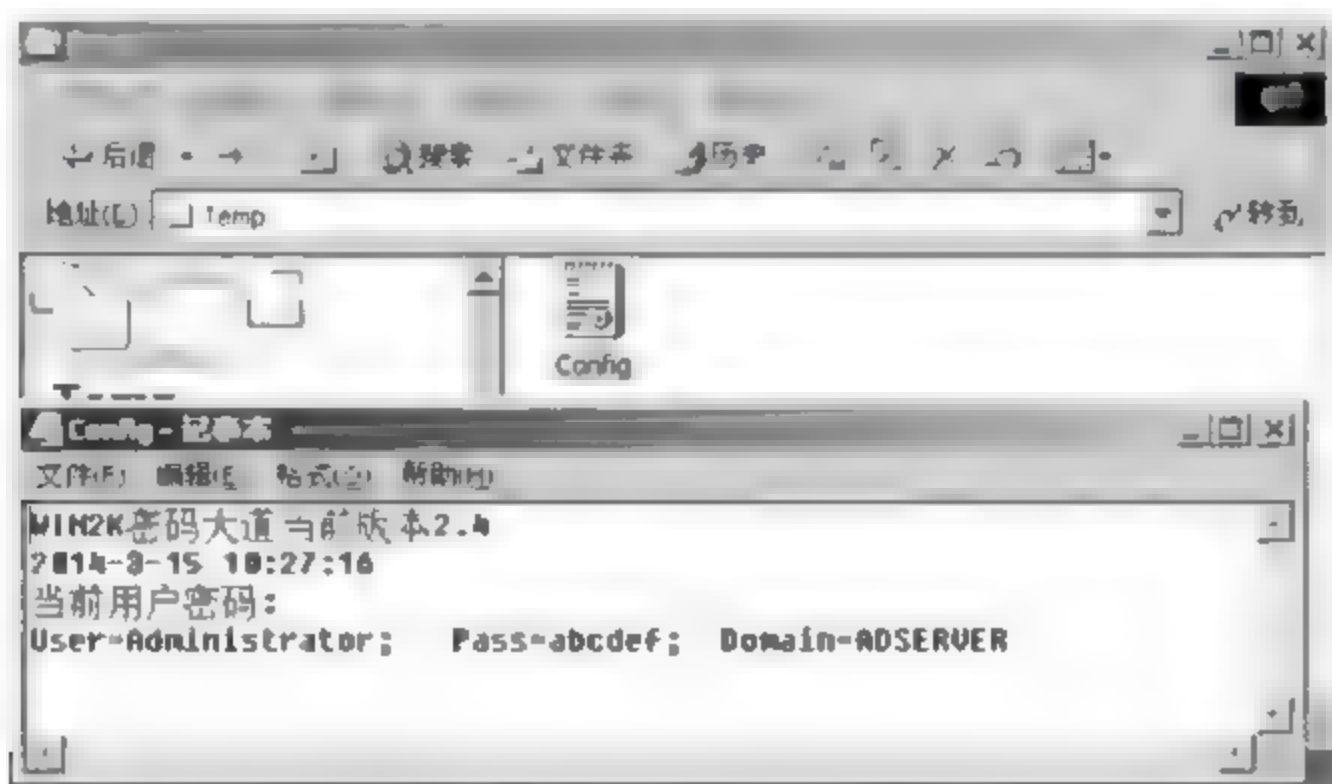 后退 搜索 文件夹 历史
地址(D) Temp 转到
Config
Config - 记事本
文件(F) 编辑(E) 格式(O) 帮助(H)
WIN2K密码大道当前版本2.4
2014-3-15 10:27:16
当前用户密码:
User=Administrator; Pass=abcdef; Domain=ADSERVER